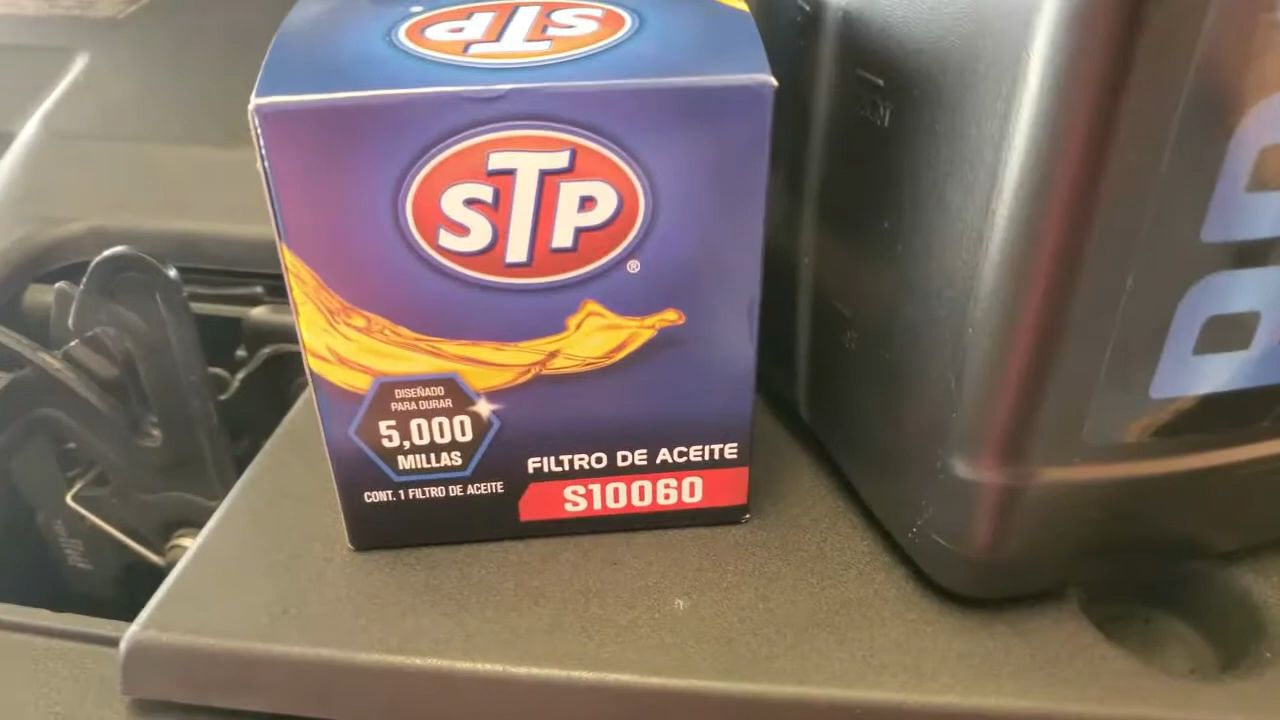 STP
STP
®
DISEÑADO
PARA DURAR
5,000
MILLAS
CONT. 1 FILTRO DE ACEITE
FILTRO DE ACEITE
S10060